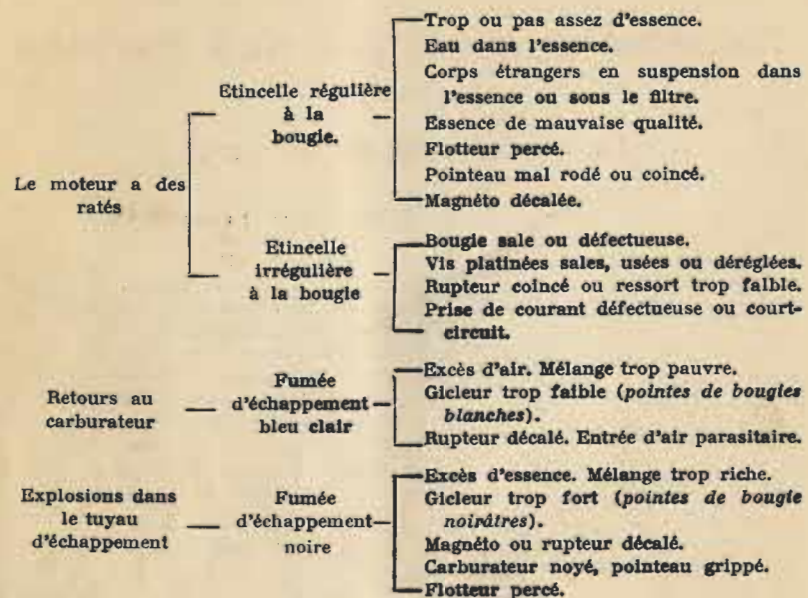 Le moteur a des
ratés
Etincelle régulière
à la
bougie.
Trop ou pas assez d'essence.
Eau dans l'essence.
Corps étrangers en suspension dans
l'essence ou sous le filtre.
Essence de mauvaise qualité.
Flotteur percé.
Pointeau mal rodé ou coincé.
Magnéto décalée.
Etincelle
irrégulière
à la bougie
Bougie sale ou défectueuse.
Vis platinées sales, usées ou déréglées.
Rupteur coincé ou ressort trop faible.
Prise de courant défectueuse ou court-
circuit.
Retours au
carburateur
Fumée
d'échappement
bleu clair
Excès d'air. Mélange trop pauvre.
Gicleur trop faible (pointes de bougies
blanches).
Rupteur décalé. Entrée d'air parasitaire.
Explosions dans
le tuyau
d'échappement
Fumée
d'échappement
noire
Excès d'essence. Mélange trop riche.
Gicleur trop fort (pointes de bougie
noirâtres).
Magnéto ou rupteur décalé.
Carburateur noyé, pointeau grippé.
Flotteur percé.